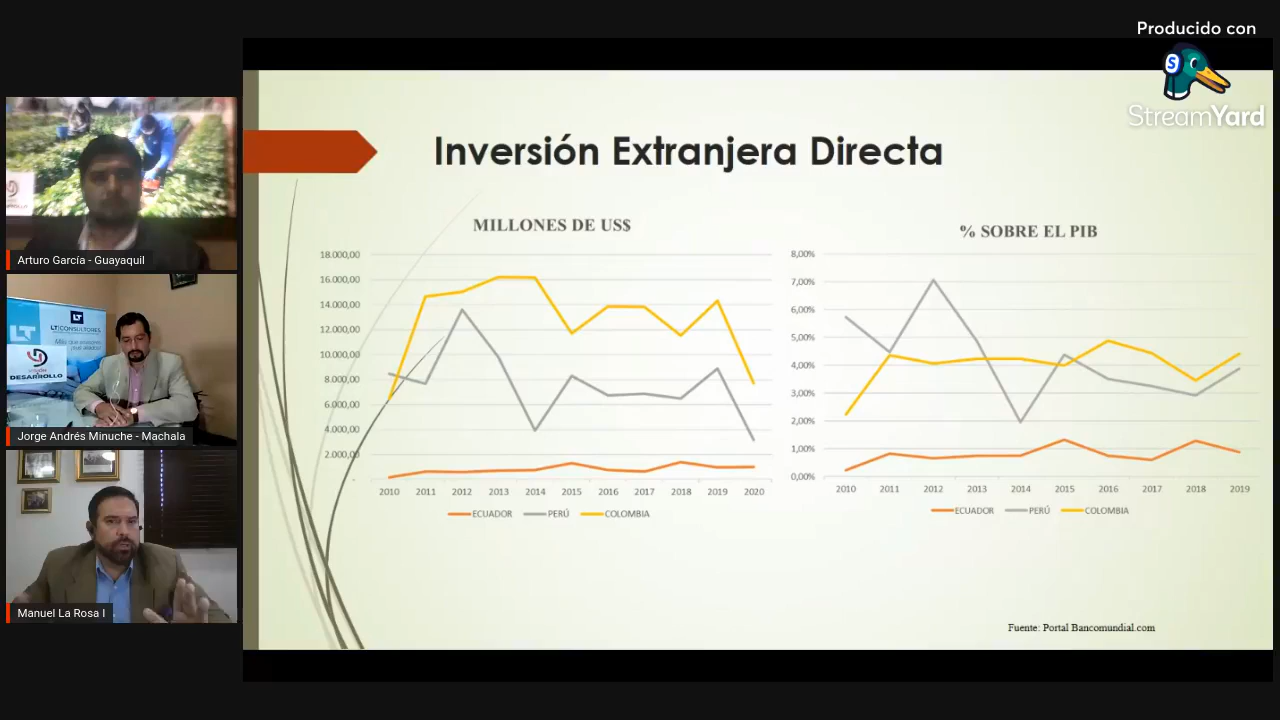 Producido con
StreamYard
Inversión Extranjera Directa
MILLONES DE US$
18.000,00
16.000,00
14.000,00
12.000,00
10.000,00
8.000,00
6.000,00
4.000,00
2.000,00
-
2010 2011 2012 2013 2014 2015 2016 2017 2018 2019 2020
ECUADOR PERÚ COLOMBIA
% SOBRE EL PIB
8,00%
7,00%
6,00%
5,00%
4,00%
3,00%
2,00%
1,00%
0,00%
2010 2011 2012 2013 2014 2015 2016 2017 2018 2019
ECUADOR PERÚ COLOMBIA
Fuente: Portal Bancomundial.com
Arturo García - Guayaquil
LT
LT
LTCONSULTORES
DESARROLLO
Jorge Andrés Minuche - Machala
Manuel La Rosa I